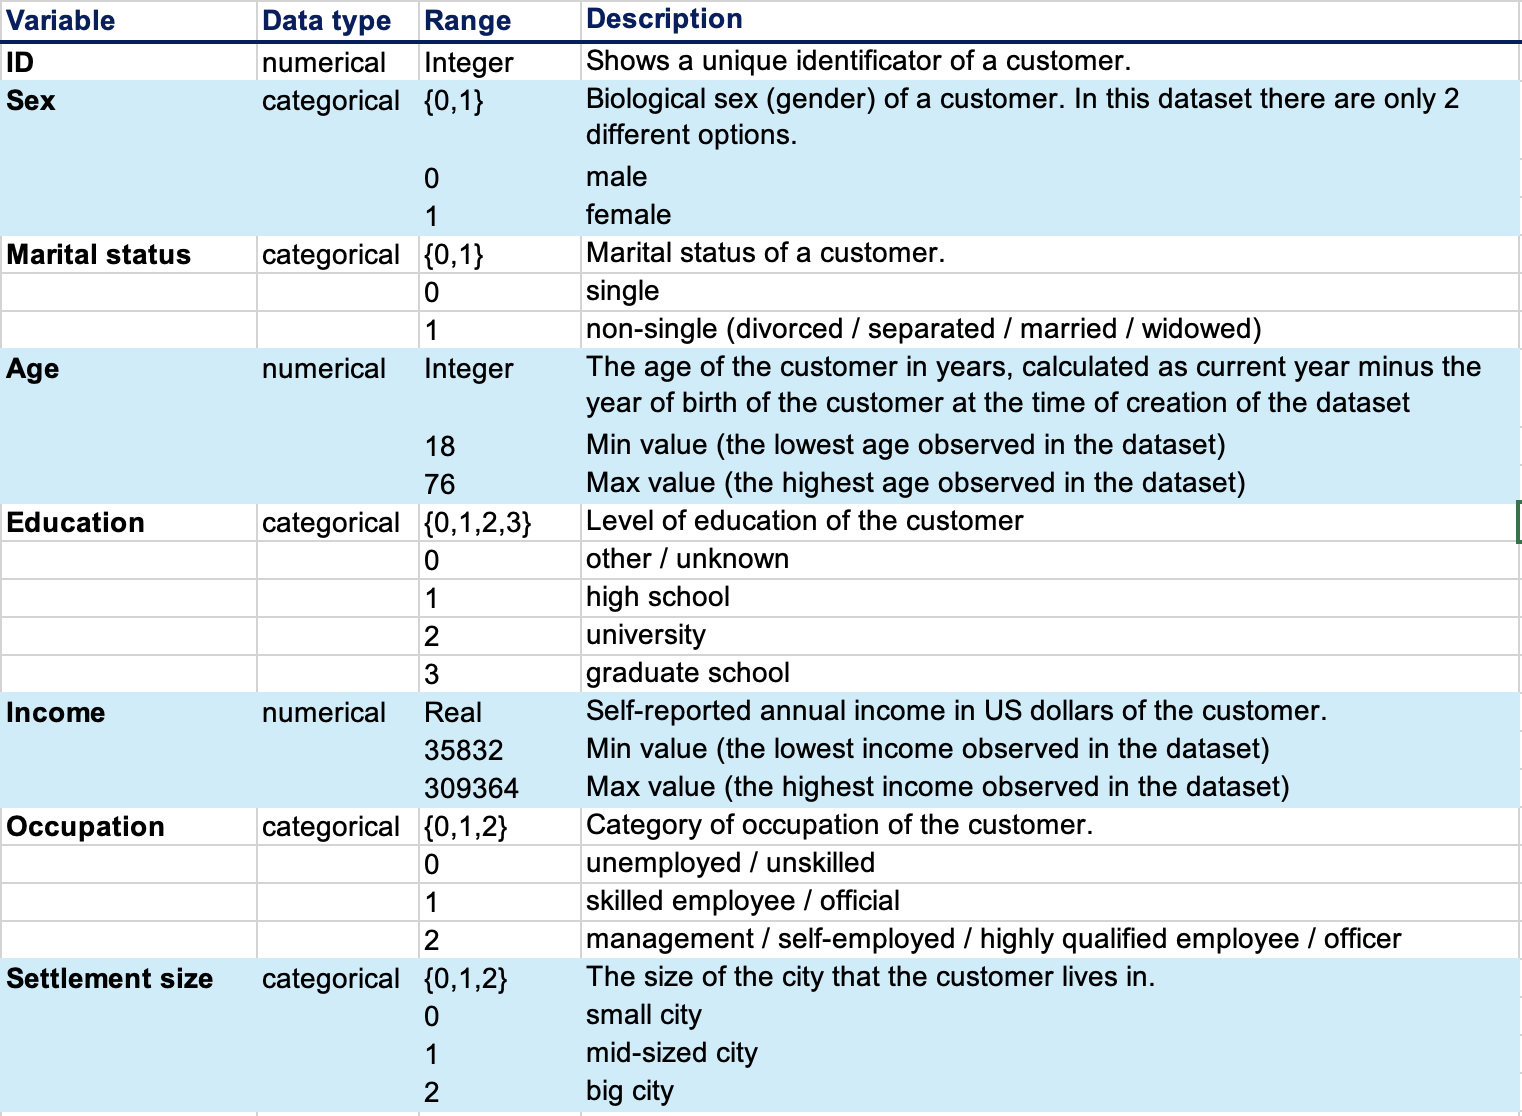 Variable Data type Range Description
ID numerical Integer Shows a unique identificator of a customer.
Sex categorical {0,1} Biological sex (gender) of a customer. In this dataset there are only 2
different options.
0 male
1 female
Marital status categorical {0,1} Marital status of a customer.
0 single
1 non-single (divorced / separated / married / widowed)
Age numerical Integer The age of the customer in years, calculated as current year minus the
year of birth of the customer at the time of creation of the dataset
18 Min value (the lowest age observed in the dataset)
76 Max value (the highest age observed in the dataset)
Education categorical {0,1,2,3} Level of education of the customer
0 other / unknown
1 high school
2 university
3 graduate school
Income numerical Real Self-reported annual income in US dollars of the customer.
35832 Min value (the lowest income observed in the dataset)
309364 Max value (the highest income observed in the dataset)
Occupation categorical {0,1,2} Category of occupation of the customer.
0 unemployed / unskilled
1 skilled employee / official
2 management / self-employed / highly qualified employee / officer
Settlement size categorical {0,1,2} The size of the city that the customer lives in.
0 small city
1 mid-sized city
2 big city